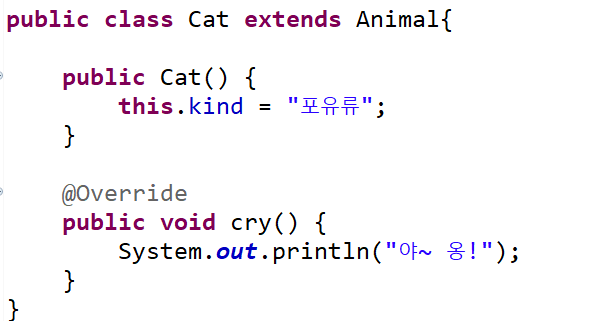 public class Cat extends Animal{
public Cat() {
this.kind = "포유류";
}
@Override
public void cry() {
System.out.println("야~ 옹!");
}
}